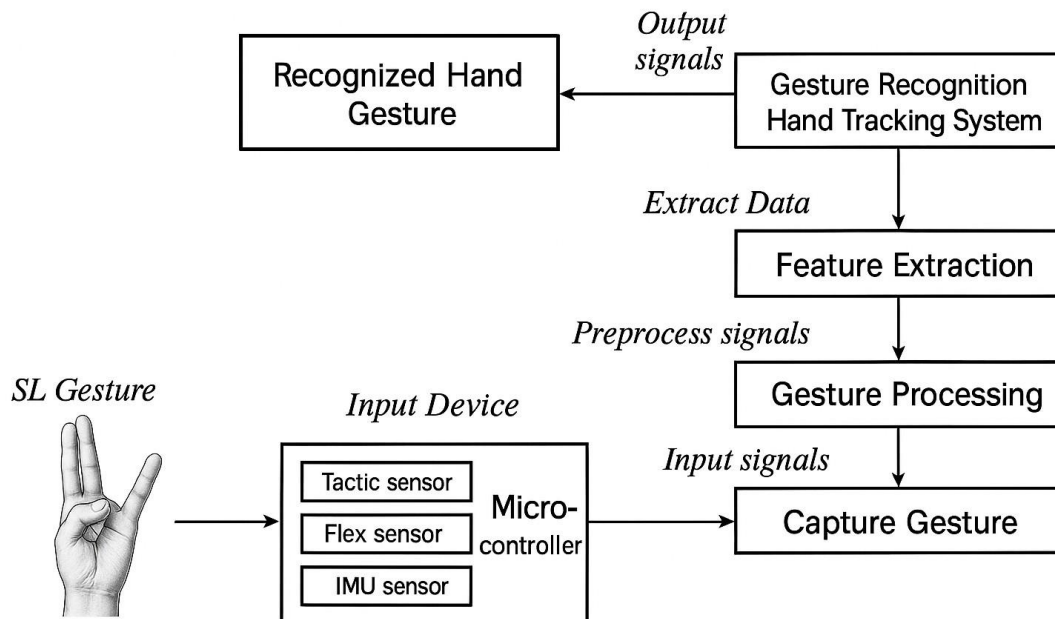 Output
signals
Recognized Hand
Gesture
Gesture Recognition
Hand Tracking System
Extract Data
Feature Extraction
Preprocess signals
Gesture Processing
SL Gesture
Input Device
Input signals
Tactic sensor
Flex sensor
IMU sensor
Micro-
controller
Capture Gesture